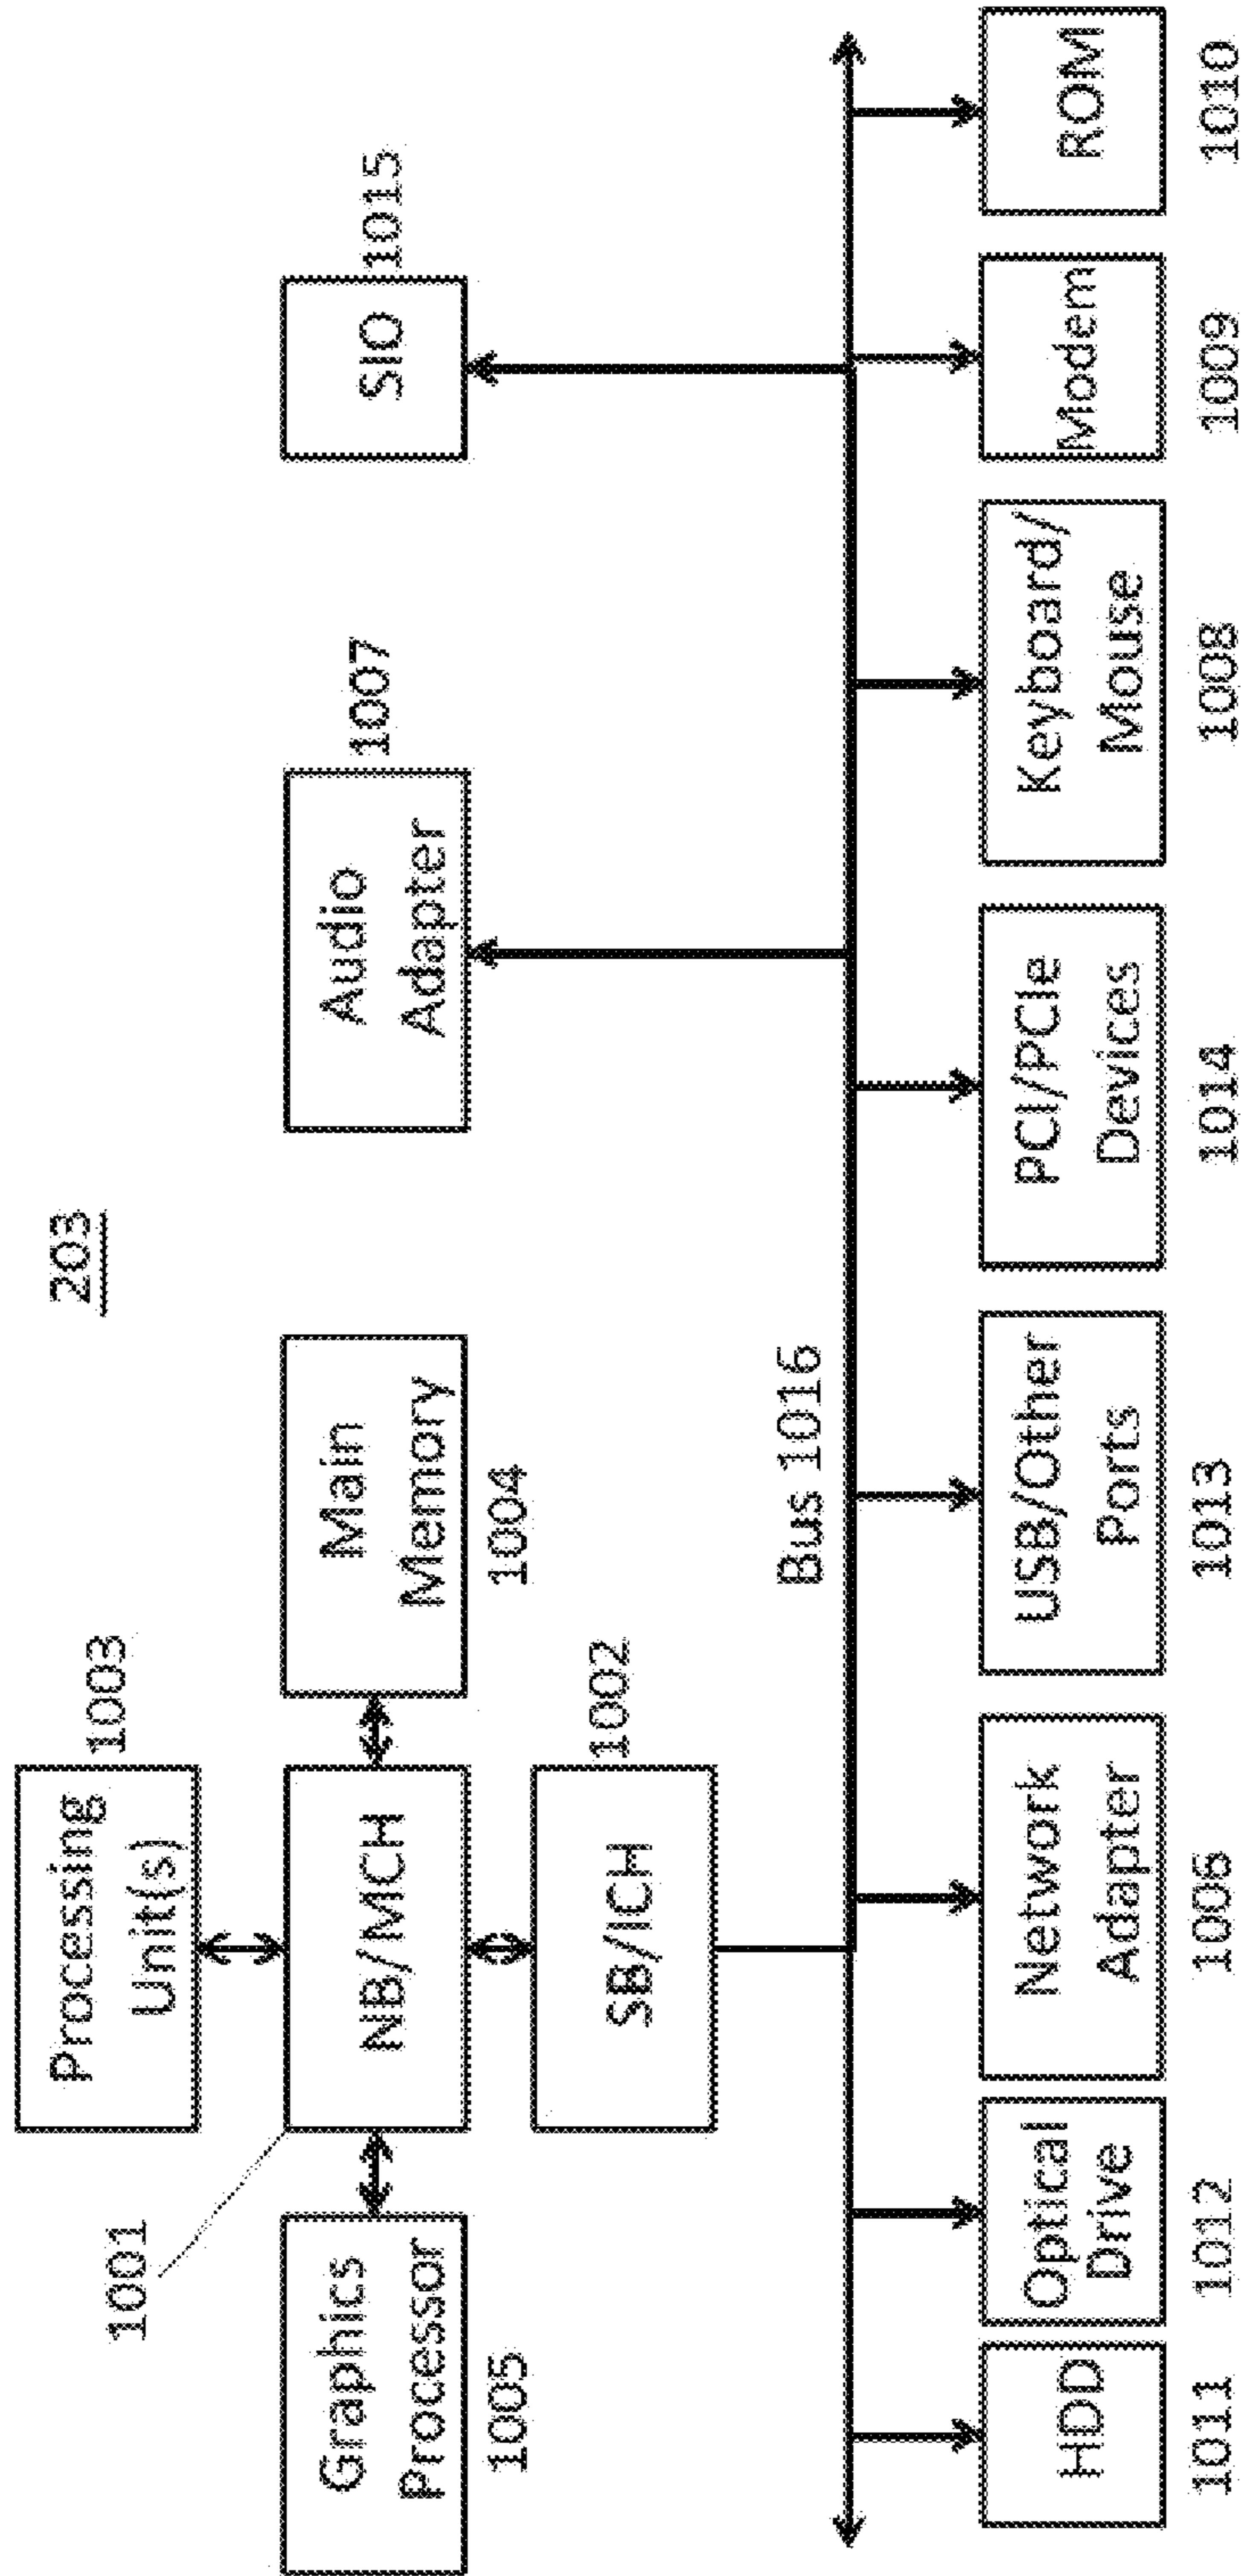 203
Processing
Unit(s)
1003
1001
Graphics
Processor
1005
NB/MCH
Main
Memory
1004
Audio
Adapter
1007
SIO
1015
SB/ICH
1002
Bus 1016
HDD
1011
Optical
Drive
1012
Network
Adapter
1006
USB/Other
Ports
1013
PCI/PCIe
Devices
1014
Keyboard/
Mouse
1008
Modem
1009
ROM
1010